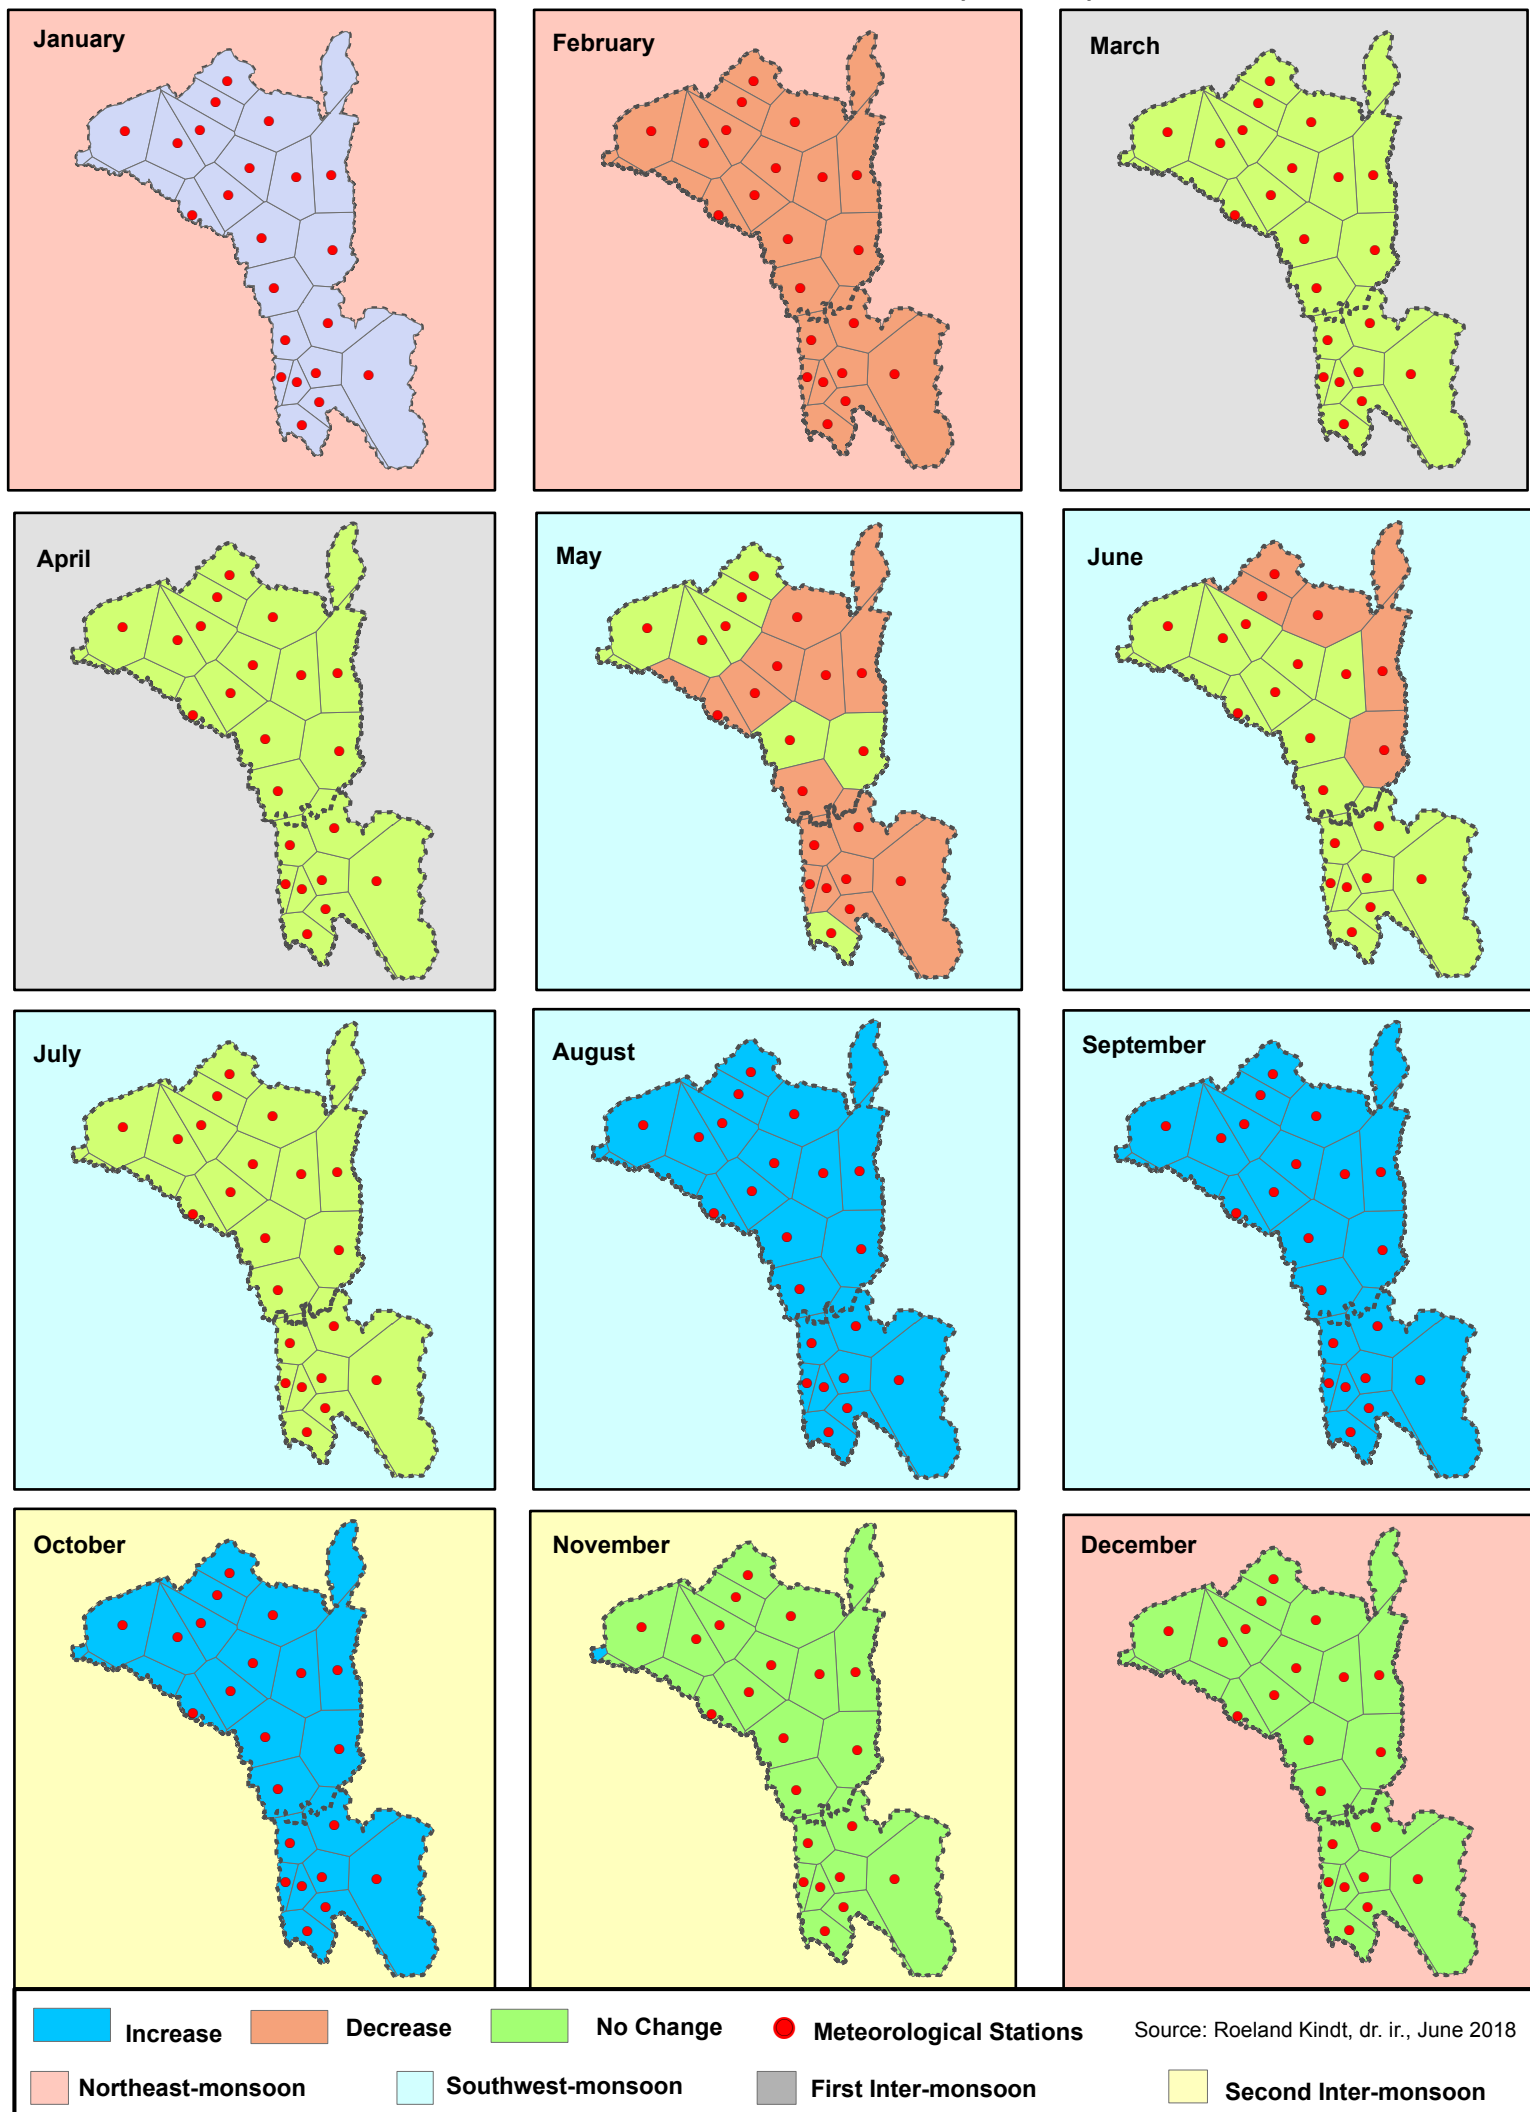 January
February
March
April
May
June
July
August
September
October
November
December
Increase
Decrease
No Change
Meteorological Stations
Source: Roeland Kindt, dr. ir., June 2018
Northeast-monsoon
Southwest-monsoon
First Inter-monsoon
Second Inter-monsoon